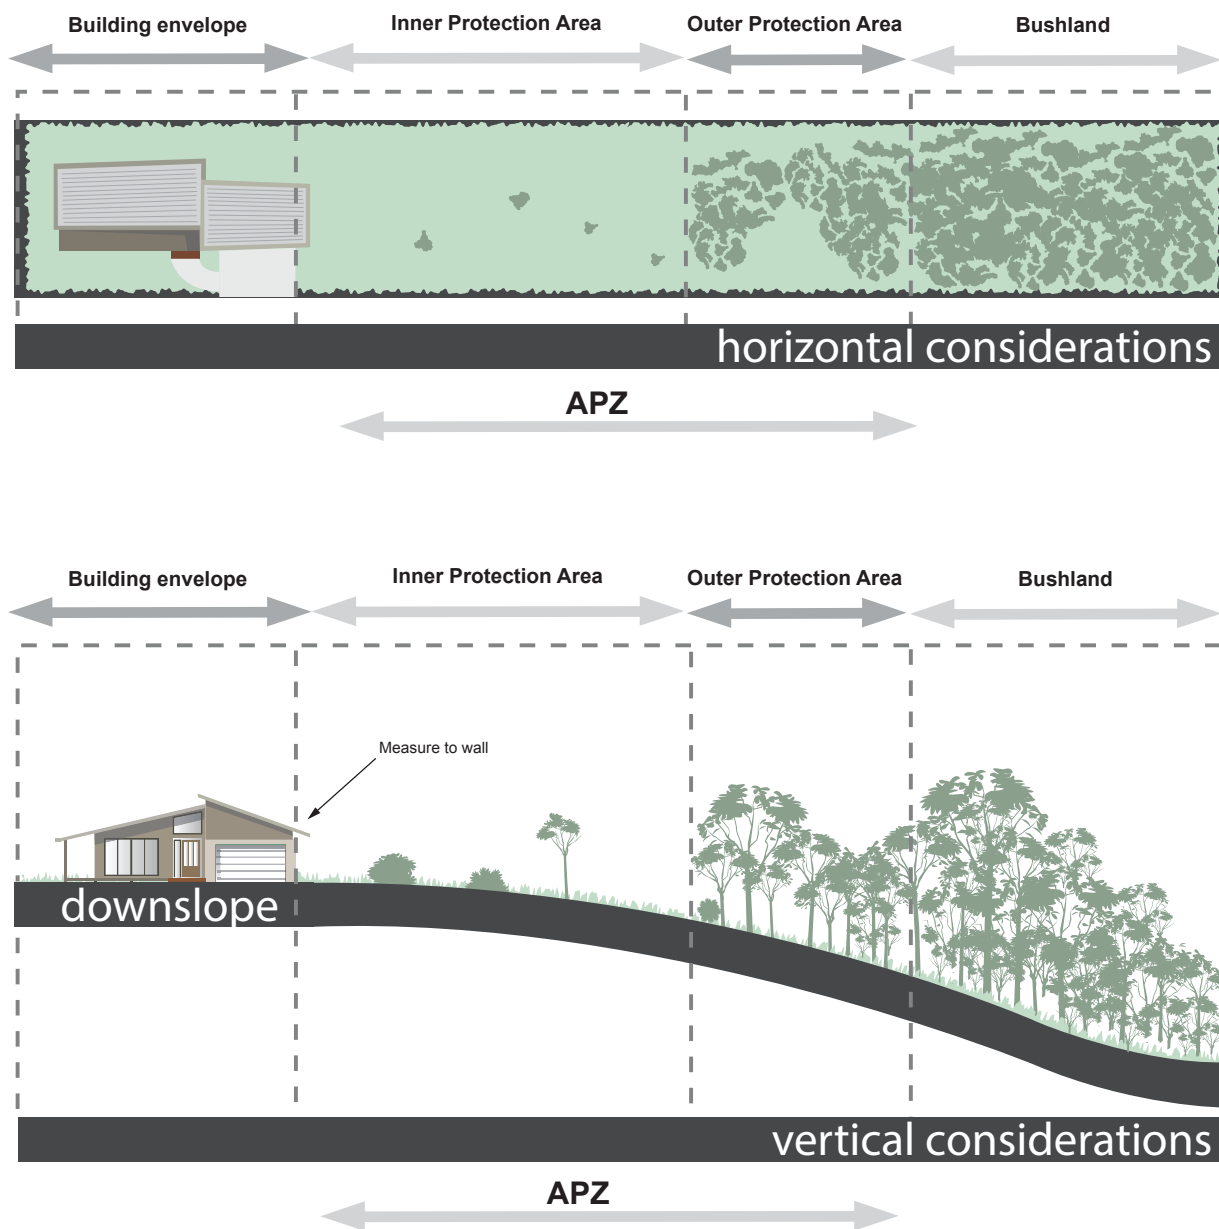 Building envelope
Inner Protection Area
Outer Protection Area
Bushland
horizontal considerations
APZ
Building envelope
Inner Protection Area
Outer Protection Area
Bushland
Measure to wall
downslope
vertical considerations
APZ